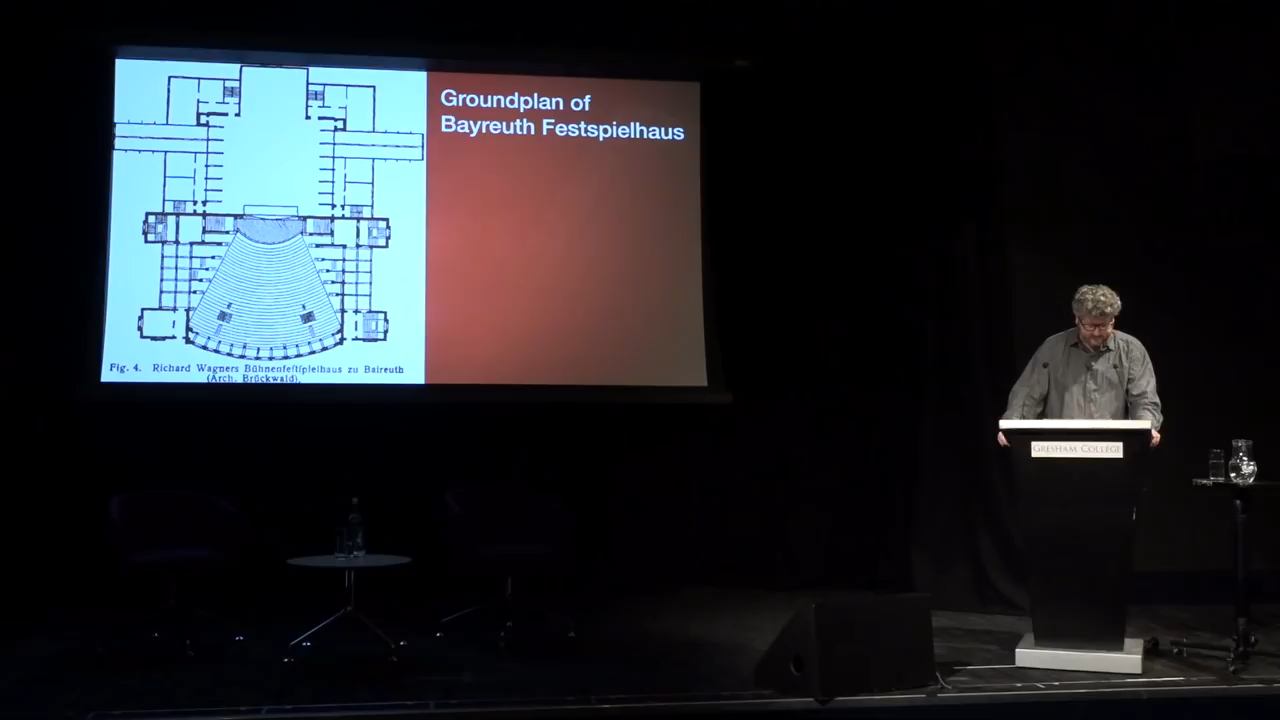 Groundplan of
Bayreuth Festspielhaus
Fig. 4. Richard Wagners Bühnenfestſpielhaus zu Baireuth
(Arch. Brückwald).
GRESHAM COLLEGE